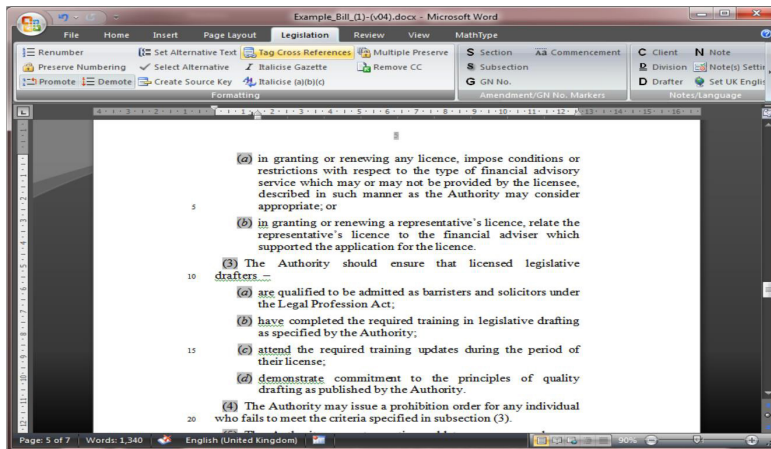 Example_Bill_(1)-(v04).docx - Microsoft Word
File Home Insert Page Layout Legislation Review View MathType
Renumber Set Alternative Text Tag Cross References Multiple Preserve S Section Aā Commencement C Client N Note
Preserve Numbering Select Alternative I Italicise Gazette Remove CC & Subsection D Division Note(s) Settin
Promote Demote Create Source Key Italicise (a)(b)(c) G GN No. D Drafter Set UK Englis
Formatting Amendment/GN No. Markers Notes/Language
(a) in granting or renewing any licence, impose conditions or
restrictions with respect to the type of financial advisory
service which may or may not be provided by the licensee,
described in such manner as the Authority may consider
5 appropriate; or
(b) in granting or renewing a representative's licence, relate the
representative's licence to the financial adviser which
supported the application for the licence.
(3) The Authority should ensure that licensed legislative
10 drafters –
(a) are qualified to be admitted as barristers and solicitors under
the Legal Profession Act;
(b) have completed the required training in legislative drafting
as specified by the Authority;
15 (c) attend the required training updates during the period of
their license;
(d) demonstrate commitment to the principles of quality
drafting as published by the Authority.
(4) The Authority may issue a prohibition order for any individual
20 who fails to meet the criteria specified in subsection (3).
Page: 5 of 7 Words: 1,340 English (United Kingdom) 90%